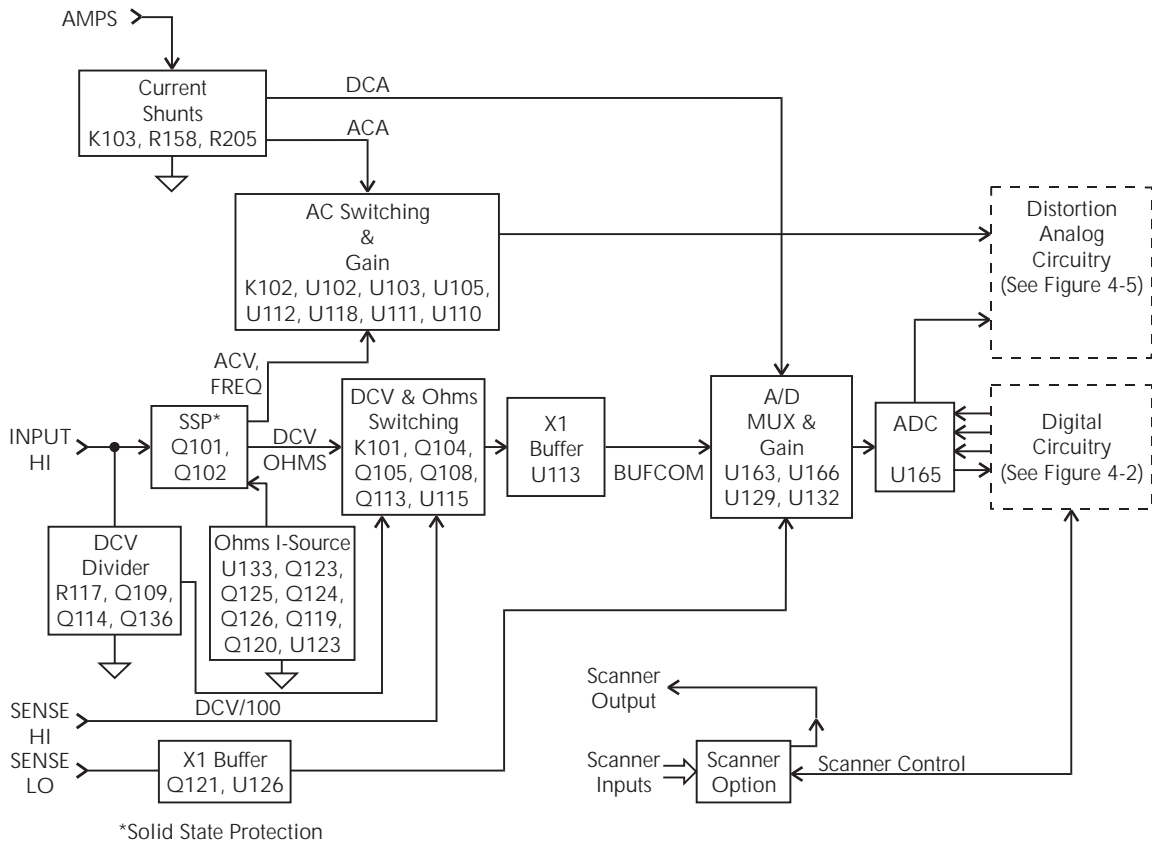 AMPS
Current
Shunts
K103, R158, R205
DCA
ACA
AC Switching
&
Gain
K102, U102, U103, U105,
U112, U118, U111, U110
Distortion
Analog
Circuitry
(See Figure 4-5)
ACV,
FREQ
INPUT
HI
SSP*
Q101,
Q102
DCV
OHMS
DCV & Ohms
Switching
K101, Q104,
Q105, Q108,
Q113, U115
X1
Buffer
U113
BUFCOM
A/D
MUX &
Gain
U163, U166
U129, U132
ADC
U165
Digital
Circuitry
(See Figure 4-2)
DCV
Divider
R117, Q109,
Q114, Q136
Ohms I-Source
U133, Q123,
Q125, Q124,
Q126, Q119,
Q120, U123
DCV/100
SENSE
HI
SENSE
LO
X1 Buffer
Q121, U126
Scanner
Output
Scanner
Inputs
Scanner
Option
Scanner Control
*Solid State Protection